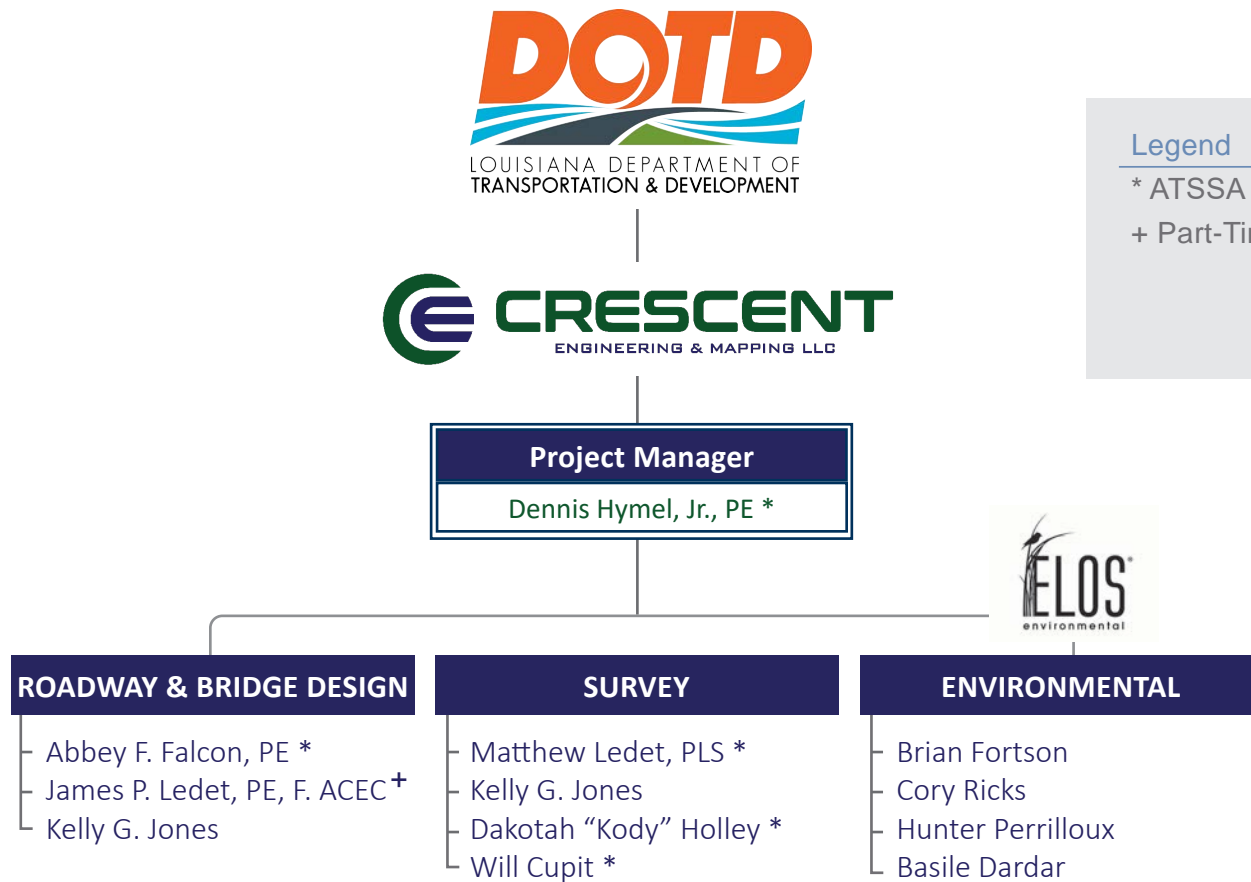 DOTD
LOUISIANA DEPARTMENT OF
TRANSPORTATION & DEVELOPMENT
Legend
* ATSSA
+
CRESCENT
ENGINEERING & MAPPING LLC
Project Manager
Dennis Hymel, Jr., PE *
ELOS
environmental
ROADWAY & BRIDGE DESIGN
Abbey F. Falcon, PE *
James P. Ledet, PE, F. ACEC +
Kelly G. Jones
SURVEY
Matthew Ledet, PLS *
Kelly G. Jones
Dakotah “Kody” Holley *
Will Cupit *
ENVIRONMENTAL
Brian Fortson
Cory Ricks
Hunter Perrilloux
Basile Dardar